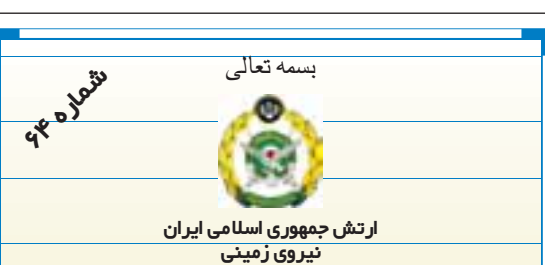 بسمه تعالی
شماره ۶۴
ارتش جمهوری اسلامی ایران
نیروی زمینی